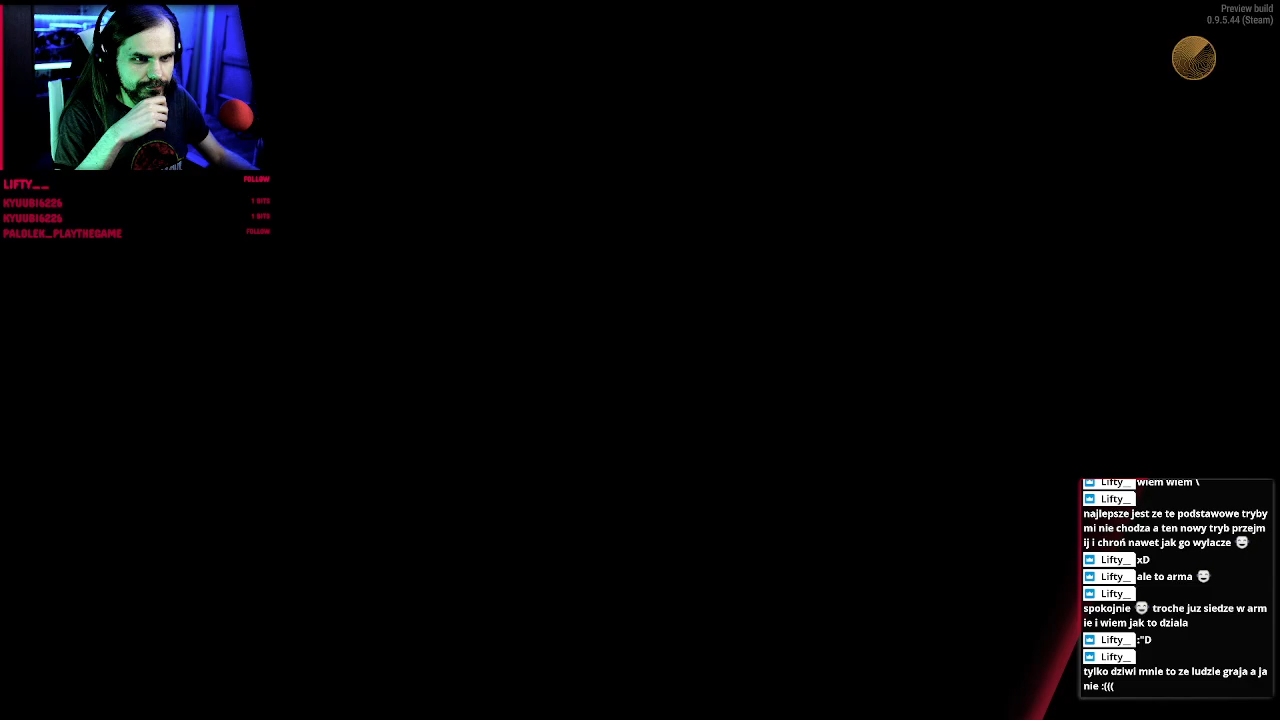 Preview build
0.9.5.44 (Steam)
LIFTY__ FOLLOW
KYUUBI6226 1 BITS
KYUUBI6226 1 BITS
PALOLEK_PLAYTHEGAME FOLLOW
Lifty__ wiem wiem \
Lifty__
najlepsze jest ze te podstawowe tryby
mi nie chodza a ten nowy tryb przejm
ij i chroń nawet jak go wylacze
Lifty__ xD
Lifty__ ale to arma
Lifty__
spokojnie troche juz siedze w arm
ie i wiem jak to dziala
Lifty__ :"D
Lifty__
tylko dziwi mnie to ze ludzie graja a ja
nie :(((